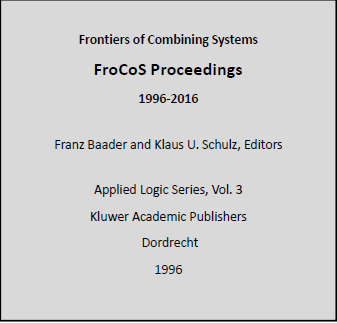 Frontiers of Combining Systems
FroCoS Proceedings
1996-2016
Franz Baader and Klaus U. Schulz, Editors
Applied Logic Series, Vol. 3
Kluwer Academic Publishers
Dordrecht
1996